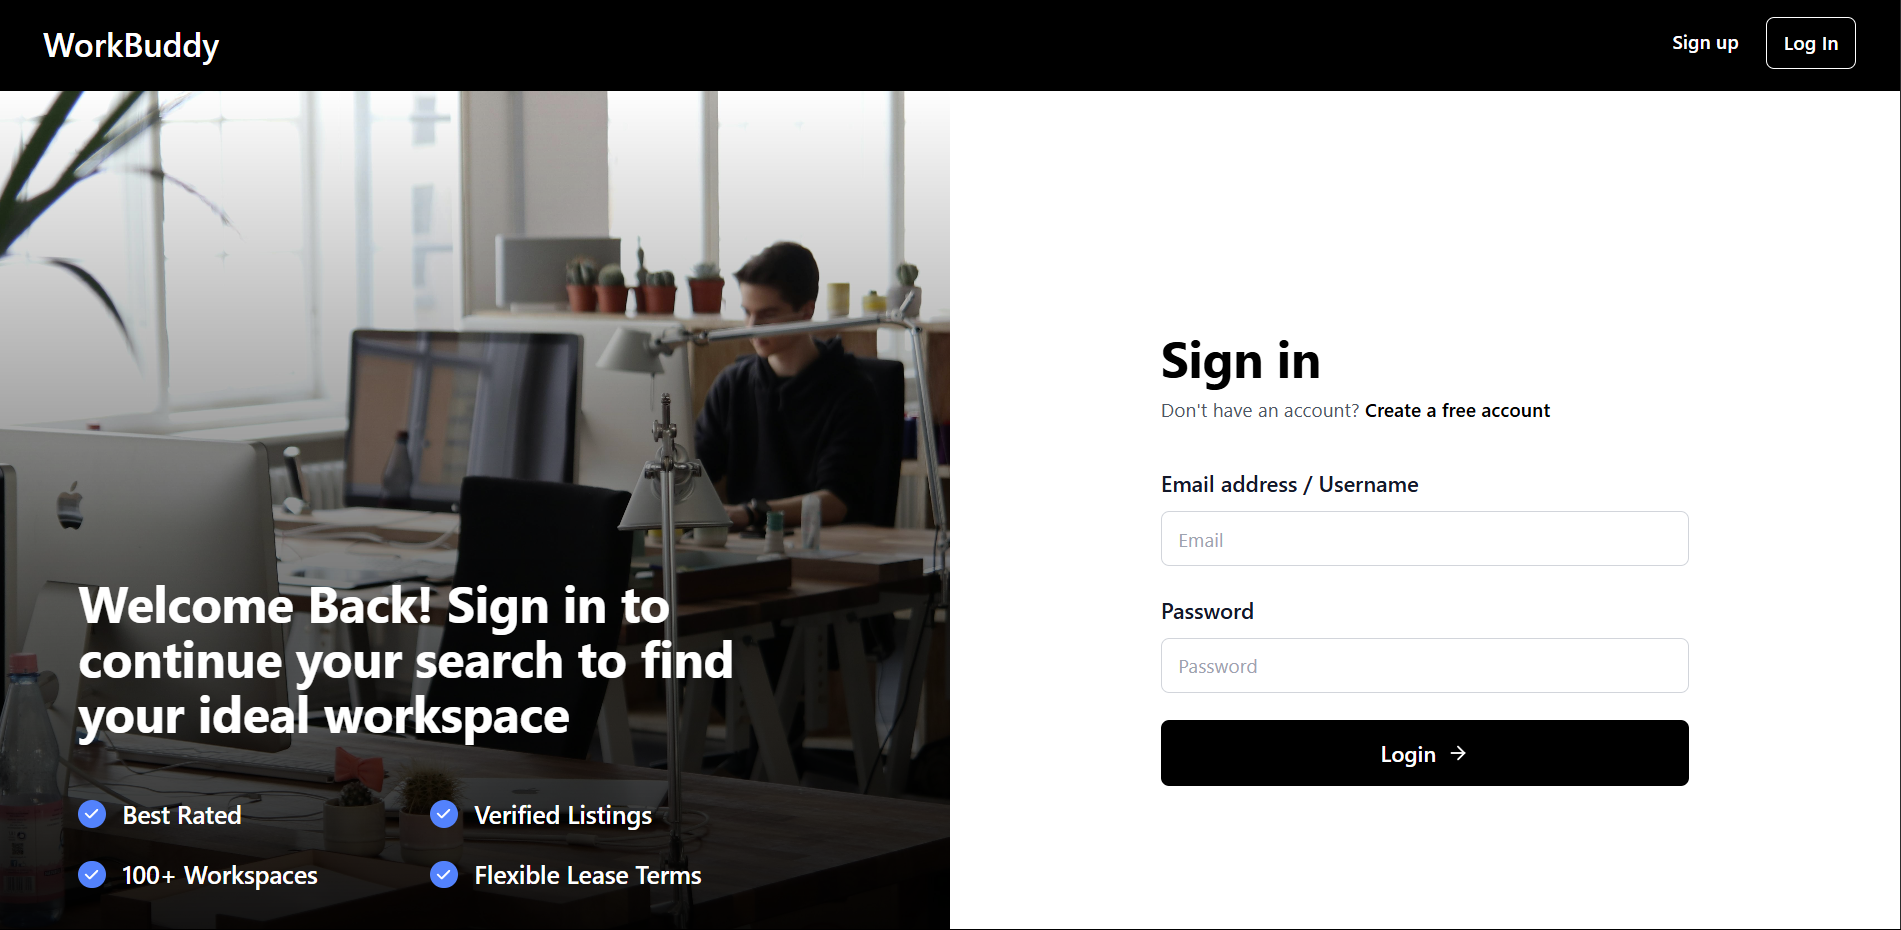 WorkBuddy
Sign up
Log In
Welcome Back! Sign in to
continue your search to find
your ideal workspace
Best Rated
Verified Listings
100+ Workspaces
Flexible Lease Terms
Sign in
Don't have an account? Create a free account
Email address / Username
Email
Password
Password
Login →